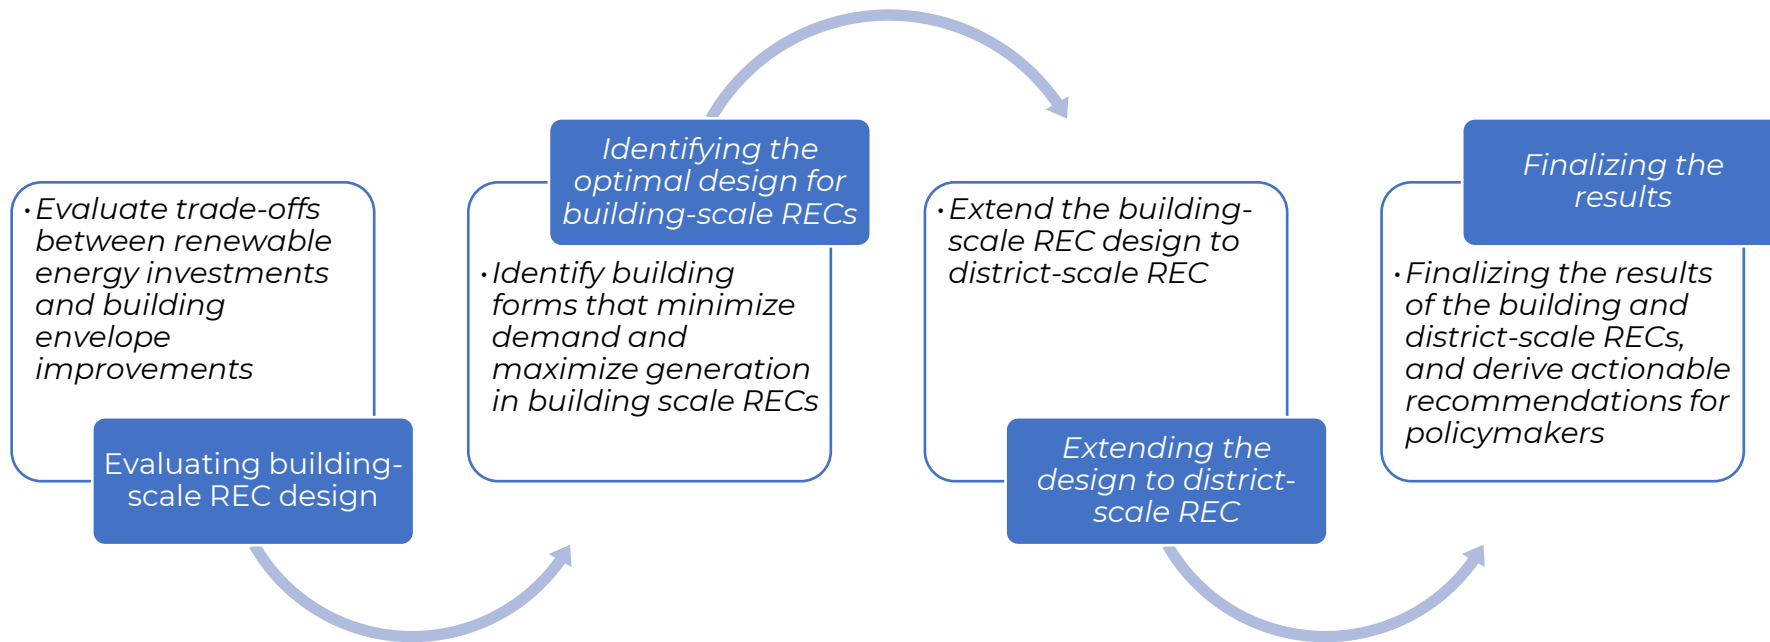 ·Evaluate trade-offs
between renewable
energy investments
and building
envelope
improvements
Evaluating building-
scale REC design
Identifying the
optimal design for
building-scale RECs
·Identify building
forms that minimize
demand and
maximize generation
in building scale RECs
·Extend the building-
scale REC design to
district-scale REC
Extending the
design to district-
scale REC
Finalizing the
results
·Finalizing the results
of the building and
district-scale RECs,
and derive actionable
recommendations for
policymakers